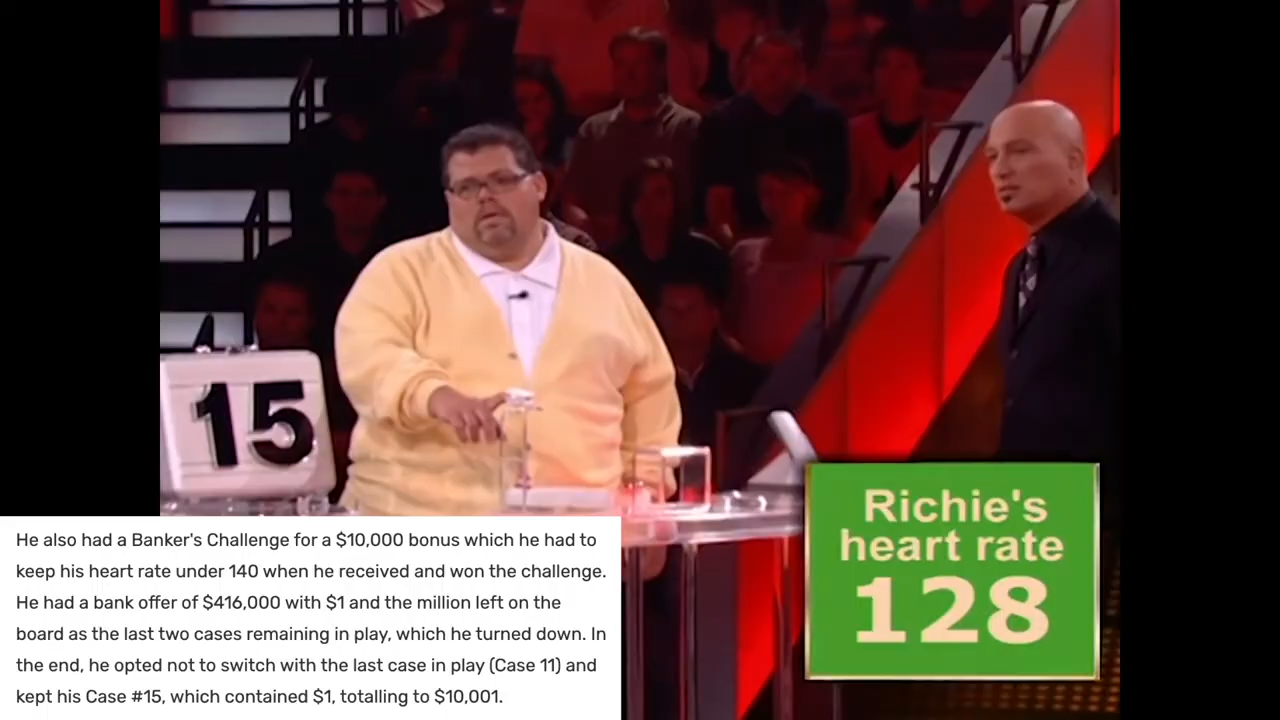 15
Richie's
heart rate
128
He also had a Banker's Challenge for a $10,000 bonus which he had to
keep his heart rate under 140 when he received and won the challenge.
He had a bank offer of $416,000 with $1 and the million left on the
board as the last two cases remaining in play, which he turned down. In
the end, he opted not to switch with the last case in play (Case 11) and
kept his Case #15, which contained $1, totalling to $10,001.